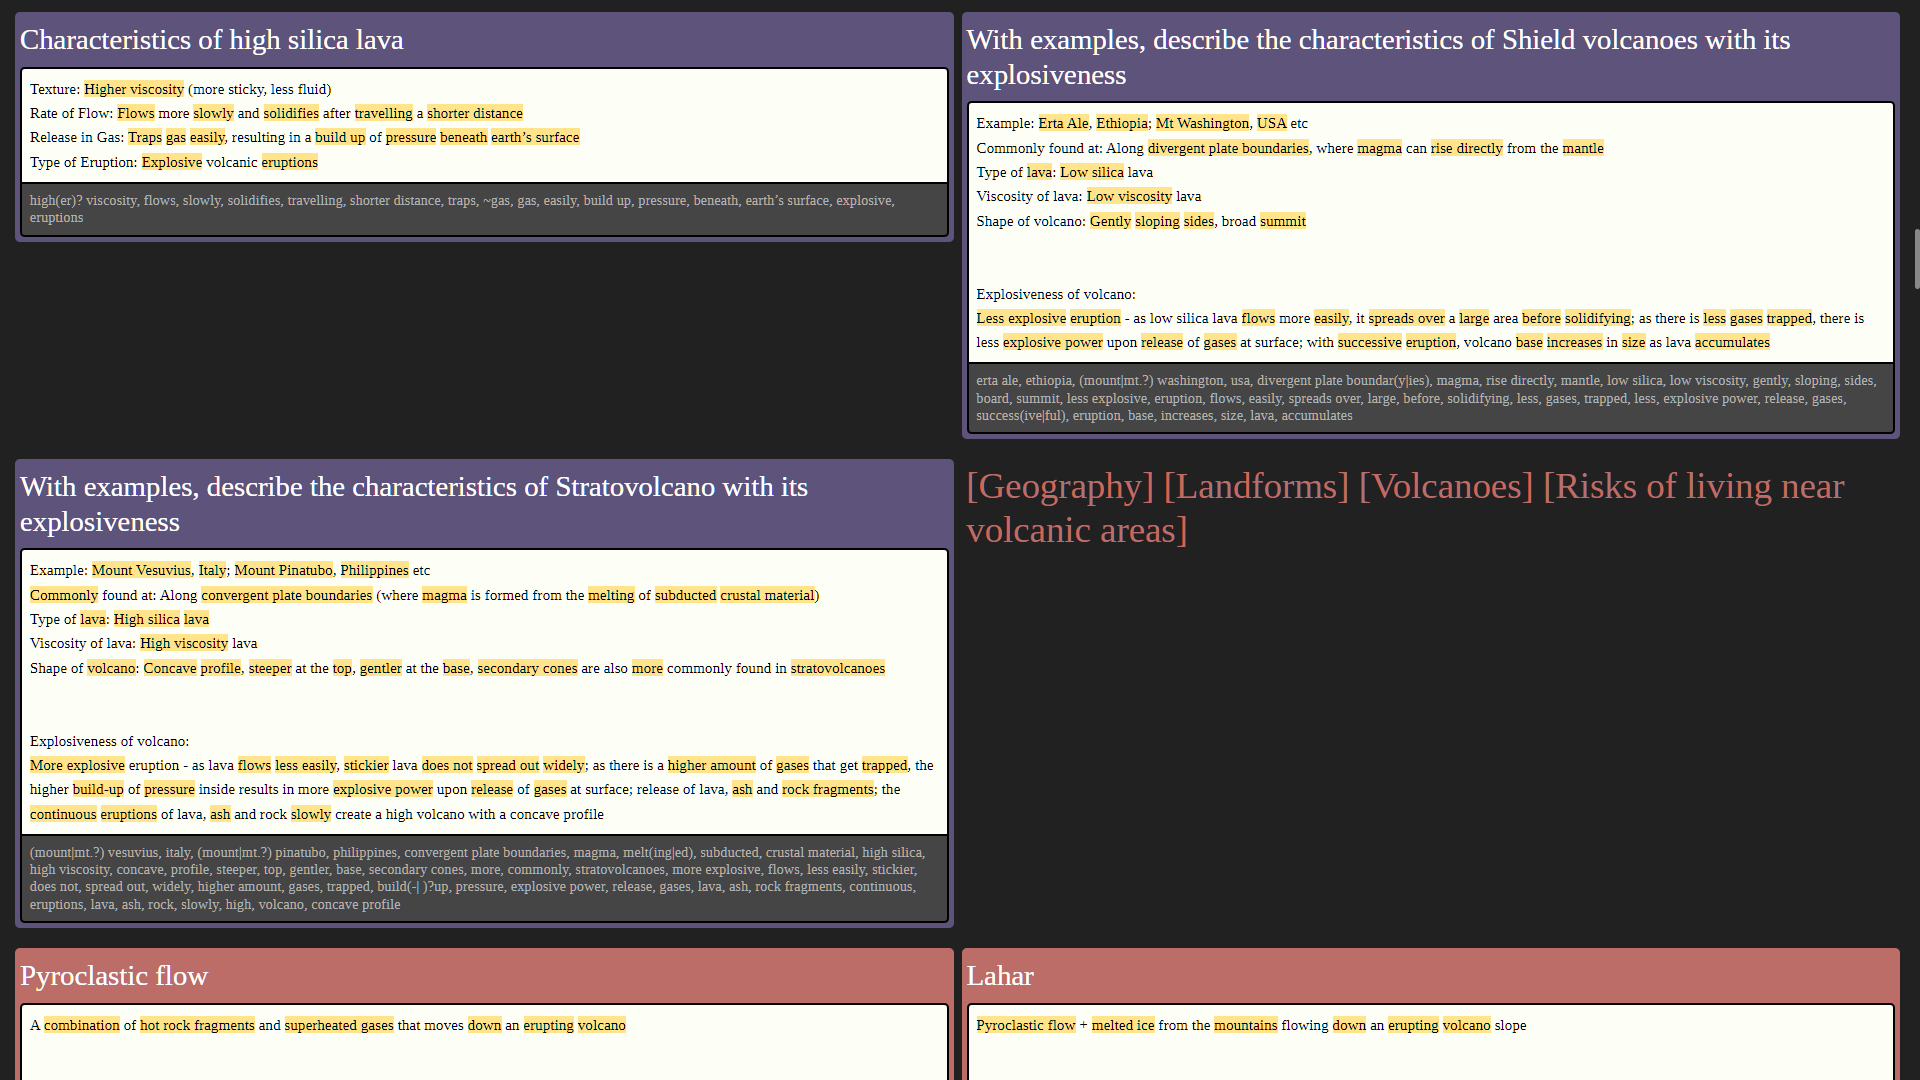 Characteristics of high silica lava
Texture: Higher viscosity (more sticky, less fluid)
Rate of Flow: Flows more slowly and solidifies after travelling a shorter distance
Release in Gas: Traps gas easily, resulting in a build up of pressure beneath earth’s surface
Type of Eruption: Explosive volcanic eruptions
high(er)? viscosity, flows, slowly, solidifies, travelling, shorter distance, traps, ~gas, gas, easily, build up, pressure, beneath, earth’s surface, explosive,
eruptions
With examples, describe the characteristics of Shield volcanoes with its
explosiveness
Example: Erta Ale, Ethiopia; Mt Washington, USA etc
Commonly found at: Along divergent plate boundaries, where magma can rise directly from the mantle
Type of lava: Low silica lava
Viscosity of lava: Low viscosity lava
Shape of volcano: Gently sloping sides, broad summit
Explosiveness of volcano:
Less explosive eruption - as low silica lava flows more easily, it spreads over a large area before solidifying; as there is less gases trapped, there is
less explosive power upon release of gases at surface; with successive eruption, volcano base increases in size as lava accumulates
erta ale, ethiopia, (mount|mt.?) washington, usa, divergent plate boundar(y|ies), magma, rise directly, mantle, low silica, low viscosity, gently, sloping, sides,
board, summit, less explosive, eruption, flows, easily, spreads over, large, before, solidifying, less, gases, trapped, less, explosive power, release, gases,
success(ive|ful), eruption, base, increases, size, lava, accumulates
With examples, describe the characteristics of Stratovolcano with its
explosiveness
Example: Mount Vesuvius, Italy; Mount Pinatubo, Philippines etc
Commonly found at: Along convergent plate boundaries (where magma is formed from the melting of subducted crustal material)
Type of lava: High silica lava
Viscosity of lava: High viscosity lava
Shape of volcano: Concave profile, steeper at the top, gentler at the base, secondary cones are also more commonly found in stratovolcanoes
Explosiveness of volcano:
More explosive eruption - as lava flows less easily, stickier lava does not spread out widely; as there is a higher amount of gases that get trapped, the
higher build-up of pressure inside results in more explosive power upon release of gases at surface; release of lava, ash and rock fragments; the
continuous eruptions of lava, ash and rock slowly create a high volcano with a concave profile
(mount|mt.?) vesuvius, italy, (mount|mt.?) pinatubo, philippines, convergent plate boundaries, magma, melt(ing|ed), subducted, crustal material, high silica,
high viscosity, concave, profile, steeper, top, gentler, base, secondary cones, more, commonly, stratovolcanoes, more explosive, flows, less easily, stickier,
does not, spread out, widely, higher amount, gases, trapped, build(-| )?up, pressure, explosive power, release, gases, lava, ash, rock fragments, continuous,
eruptions, lava, ash, rock, slowly, high, volcano, concave profile
[Geography] [Landforms] [Volcanoes] [Risks of living near
volcanic areas]
Pyroclastic flow
A combination of hot rock fragments and superheated gases that moves down an erupting volcano
Lahar
Pyroclastic flow + melted ice from the mountains flowing down an erupting volcano slope